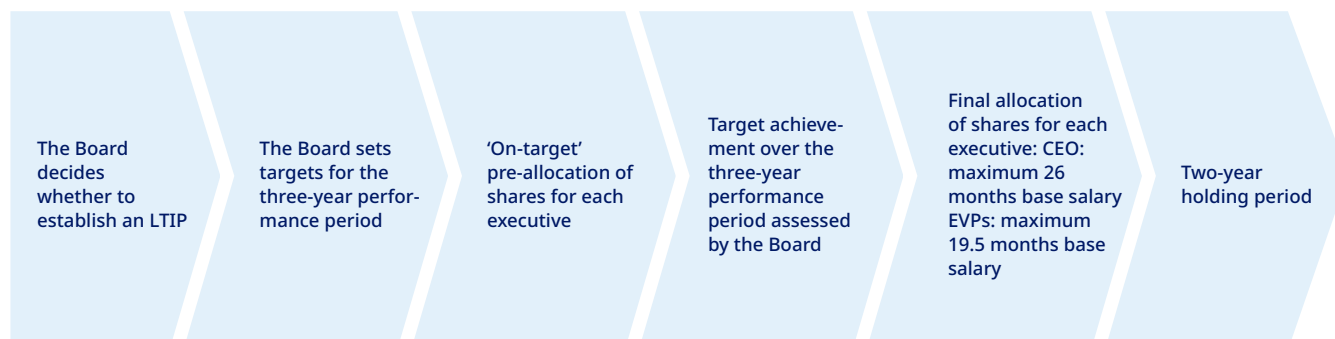 The Board
decides
whether to
establish an LTIP
The Board sets
targets for the
three-year perfor-
mance period
‘On-target’
pre-allocation of
shares for each
executive
Target achieve-
ment over the
three-year
performance
period assessed
by the Board
Final allocation
of shares for each
executive: CEO:
maximum 26
months base salary
EVPs: maximum
19.5 months base
salary
Two-year
holding period